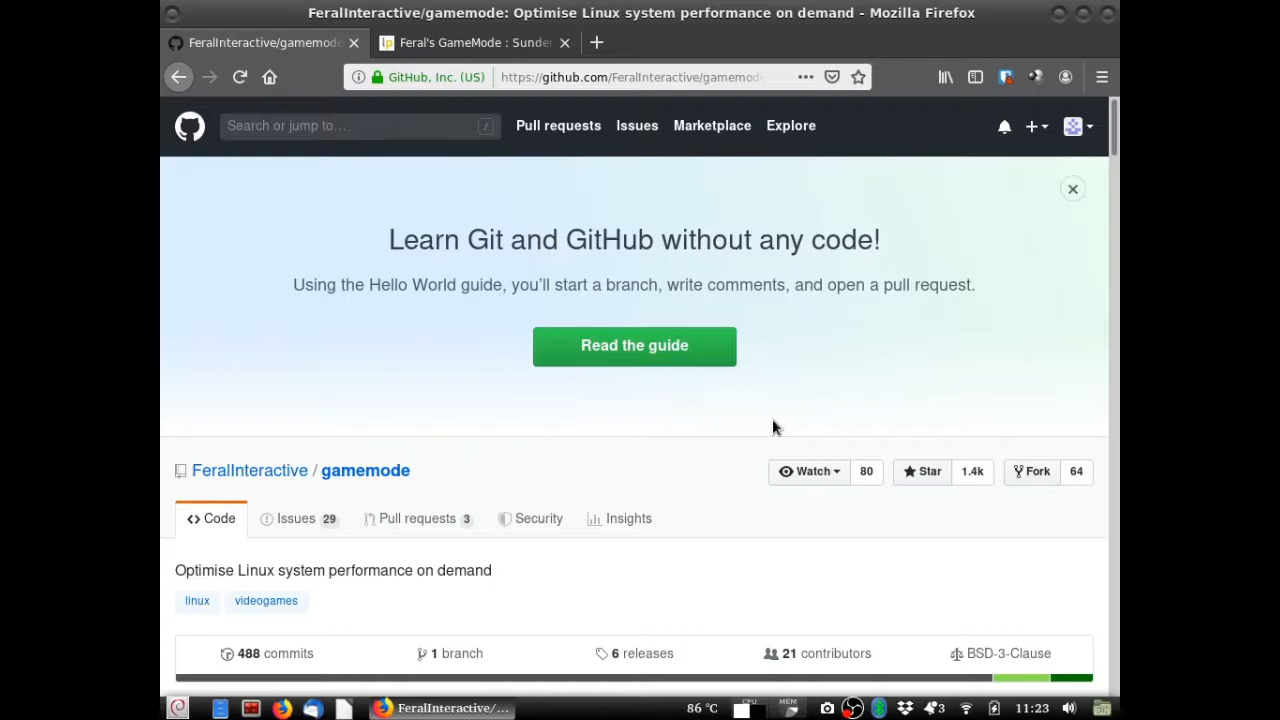 FeralInteractive/gamemode: Optimise Linux system performance on demand - Mozilla Firefox
FeralInteractive/gamemode
lp Feral's GameMode : Sunder
GitHub, Inc. (US) https://github.com/FeralInteractive/gamemod
Search or jump to… / Pull requests Issues Marketplace Explore
Learn Git and GitHub without any code!
Using the Hello World guide, you’ll start a branch, write comments, and open a pull request.
Read the guide
FeralInteractive / gamemode Watch 80 Star 1.4k Fork 64
Code Issues 29 Pull requests 3 Security Insights
Optimise Linux system performance on demand
linux videogames
488 commits 1 branch 6 releases 21 contributors BSD-3-Clause
FeralInteractive/... 86 °C CPU MEM 3 11:23